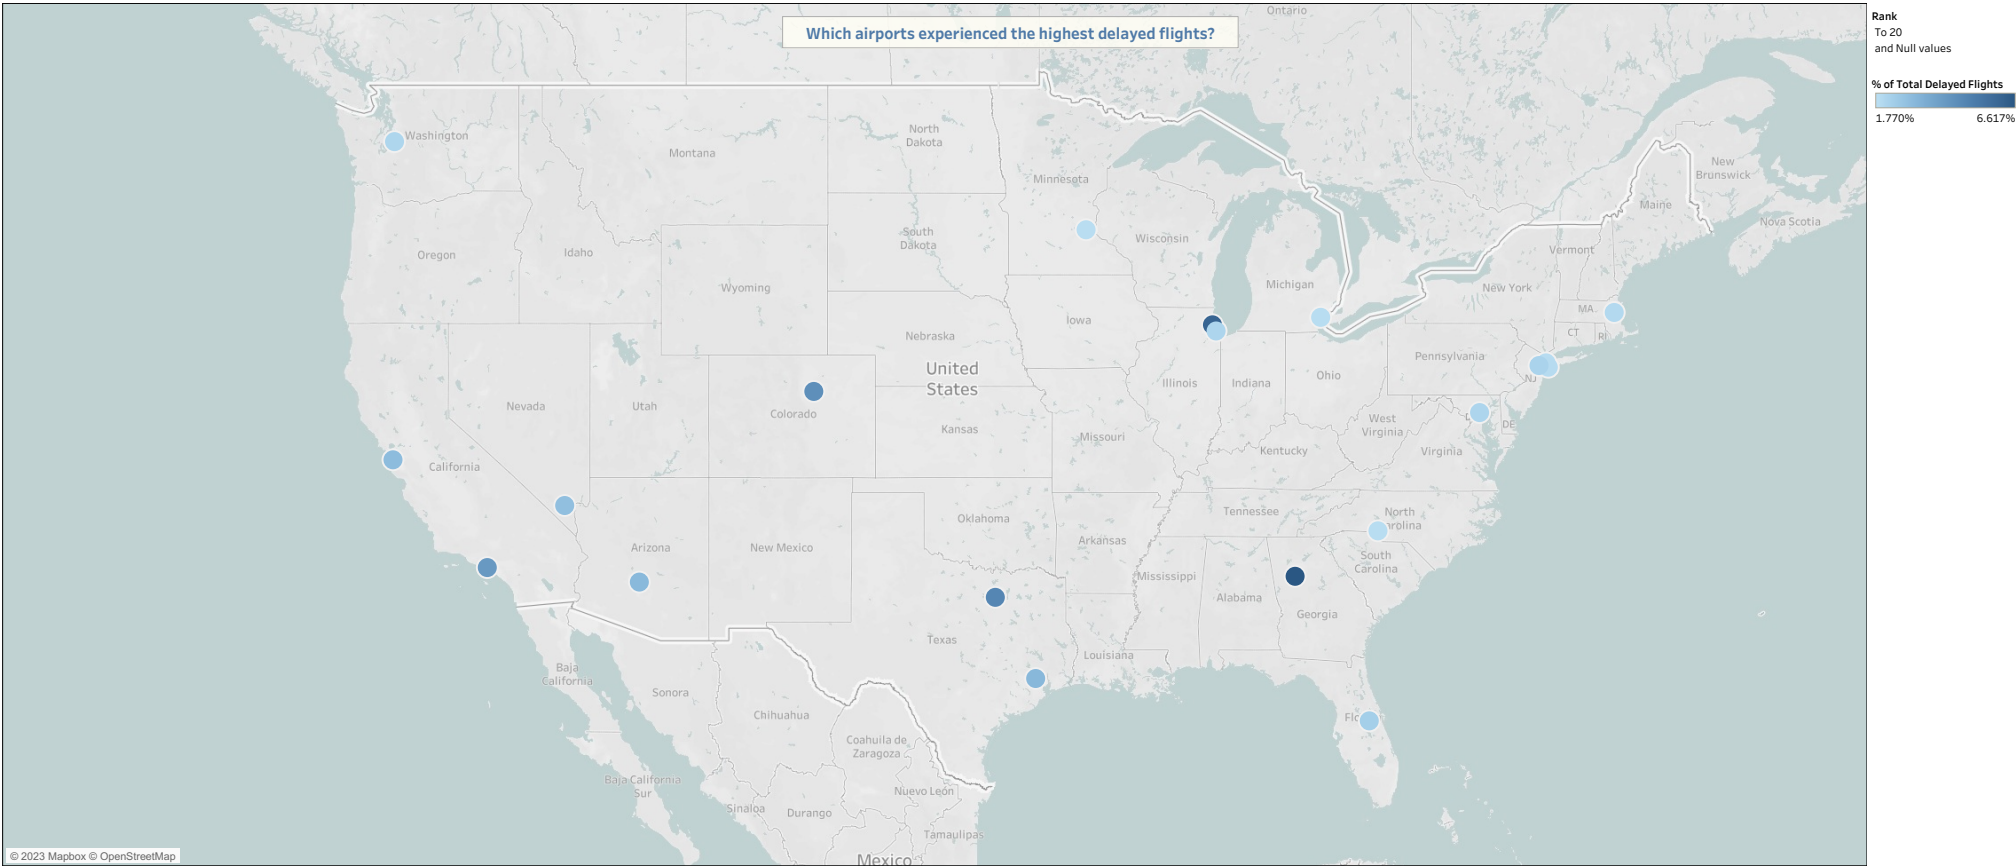 Ontario
Which airports experienced the highest delayed flights?
Rank
To 20
and Null values
% of Total Delayed Flights
1.770% 6.617%
Washington
Montana
North
Dakota
Minnesota
New
Brunswick
Maine
Nova Scotia
Oregon
Idaho
South
Dakota
Wisconsin
Vermont
Wyoming
Michigan
New York
Iowa
MA
Nebraska
CT
RI
Pennsylvania
United
States
Nevada
Utah
Colorado
Illinois
Indiana
Ohio
NJ
Kansas
Missouri
West
Virginia
DE
California
Kentucky
Virginia
Oklahoma
Tennessee
North
rolina
Arizona
New Mexico
Arkansas
South
Carolina
Mississippi
Alabama
Georgia
Texas
Louisiana
Baja
California
Sonora
Chihuahua
Flo
Coahuila de
Zaragoza
Baja California
Sur
Nuevo León
Sinaloa
Durango
Tamaulipas
Mexico
© 2023 Mapbox © OpenStreetMap